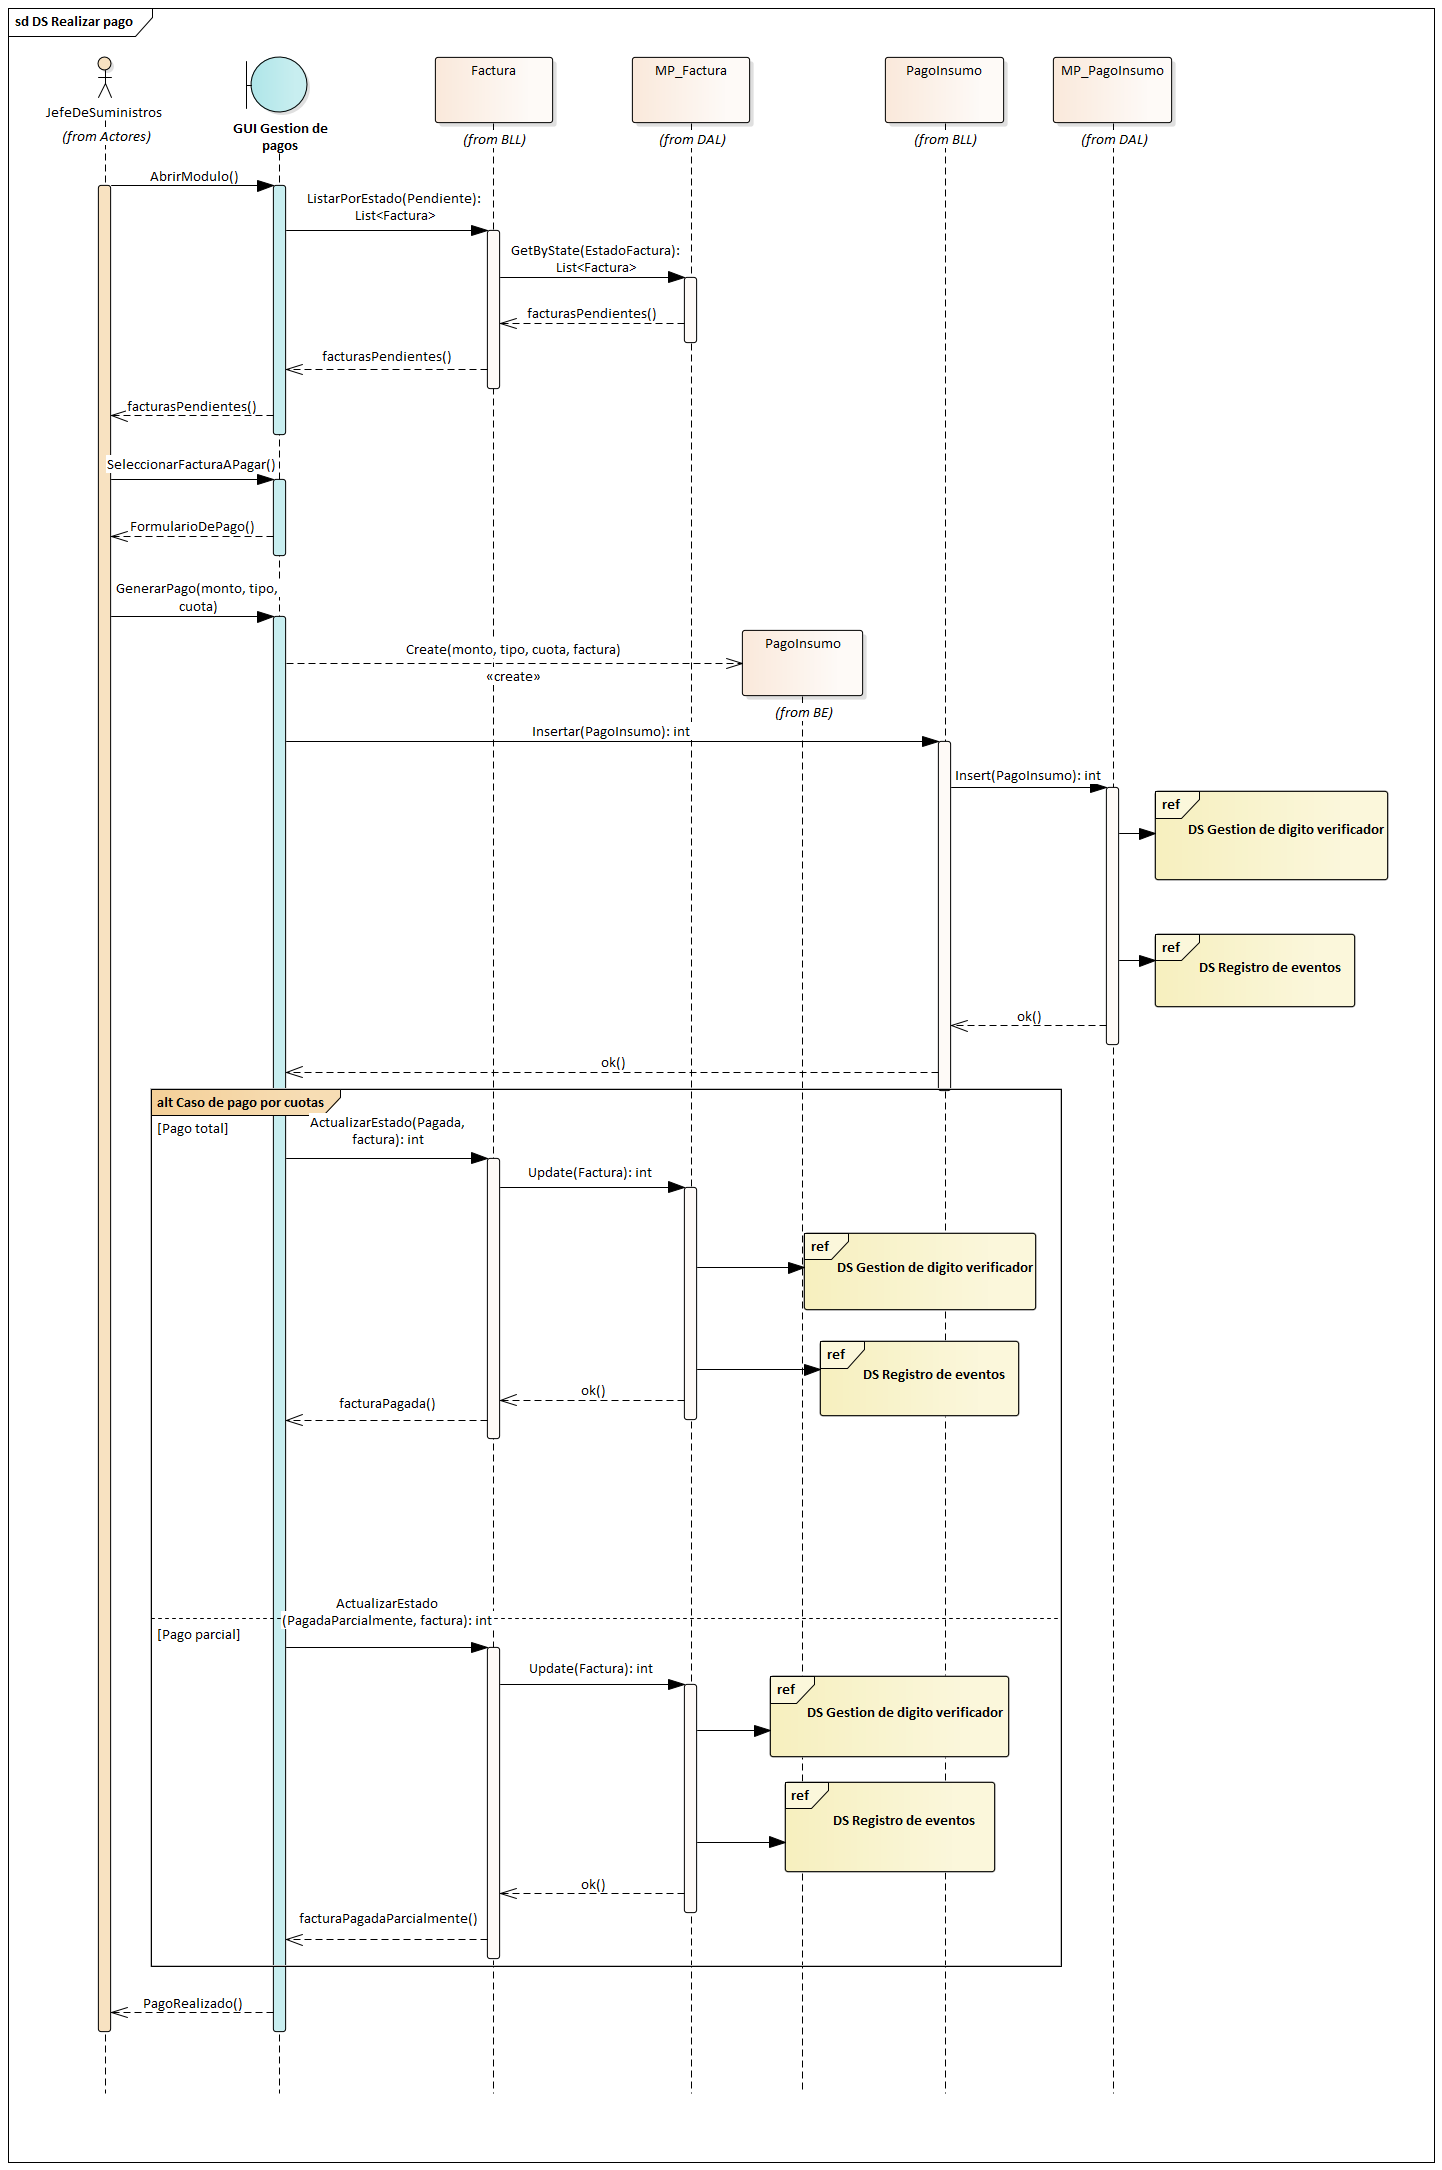 sd DS Realizar pago
JefeDeSuministros
(from Actores)
GUI Gestion de
pagos
Factura
(from BLL)
MP_Factura
(from DAL)
PagoInsumo
(from BLL)
MP_PagoInsumo
(from DAL)
AbrirModulo()
ListarPorEstado(Pendiente):
List<Factura>
GetByState(EstadoFactura):
List<Factura>
facturasPendientes()
facturasPendientes()
facturasPendientes()
SeleccionarFacturaAPagar()
FormularioDePago()
GenerarPago(monto, tipo,
cuota)
Create(monto, tipo, cuota, factura)
«create»
PagoInsumo
(from BE)
Insertar(PagoInsumo): int
Insert(PagoInsumo): int
ref
DS Gestion de digito verificador
ref
DS Registro de eventos
ok()
ok()
alt Caso de pago por cuotas
[Pago total]
ActualizarEstado(Pagada,
factura): int
Update(Factura): int
ref
DS Gestion de digito verificador
ref
DS Registro de eventos
ok()
facturaPagada()
ActualizarEstado
(PagadaParcialmente, factura): int
[Pago parcial]
Update(Factura): int
ref
DS Gestion de digito verificador
ref
DS Registro de eventos
ok()
facturaPagadaParcialmente()
PagoRealizado()